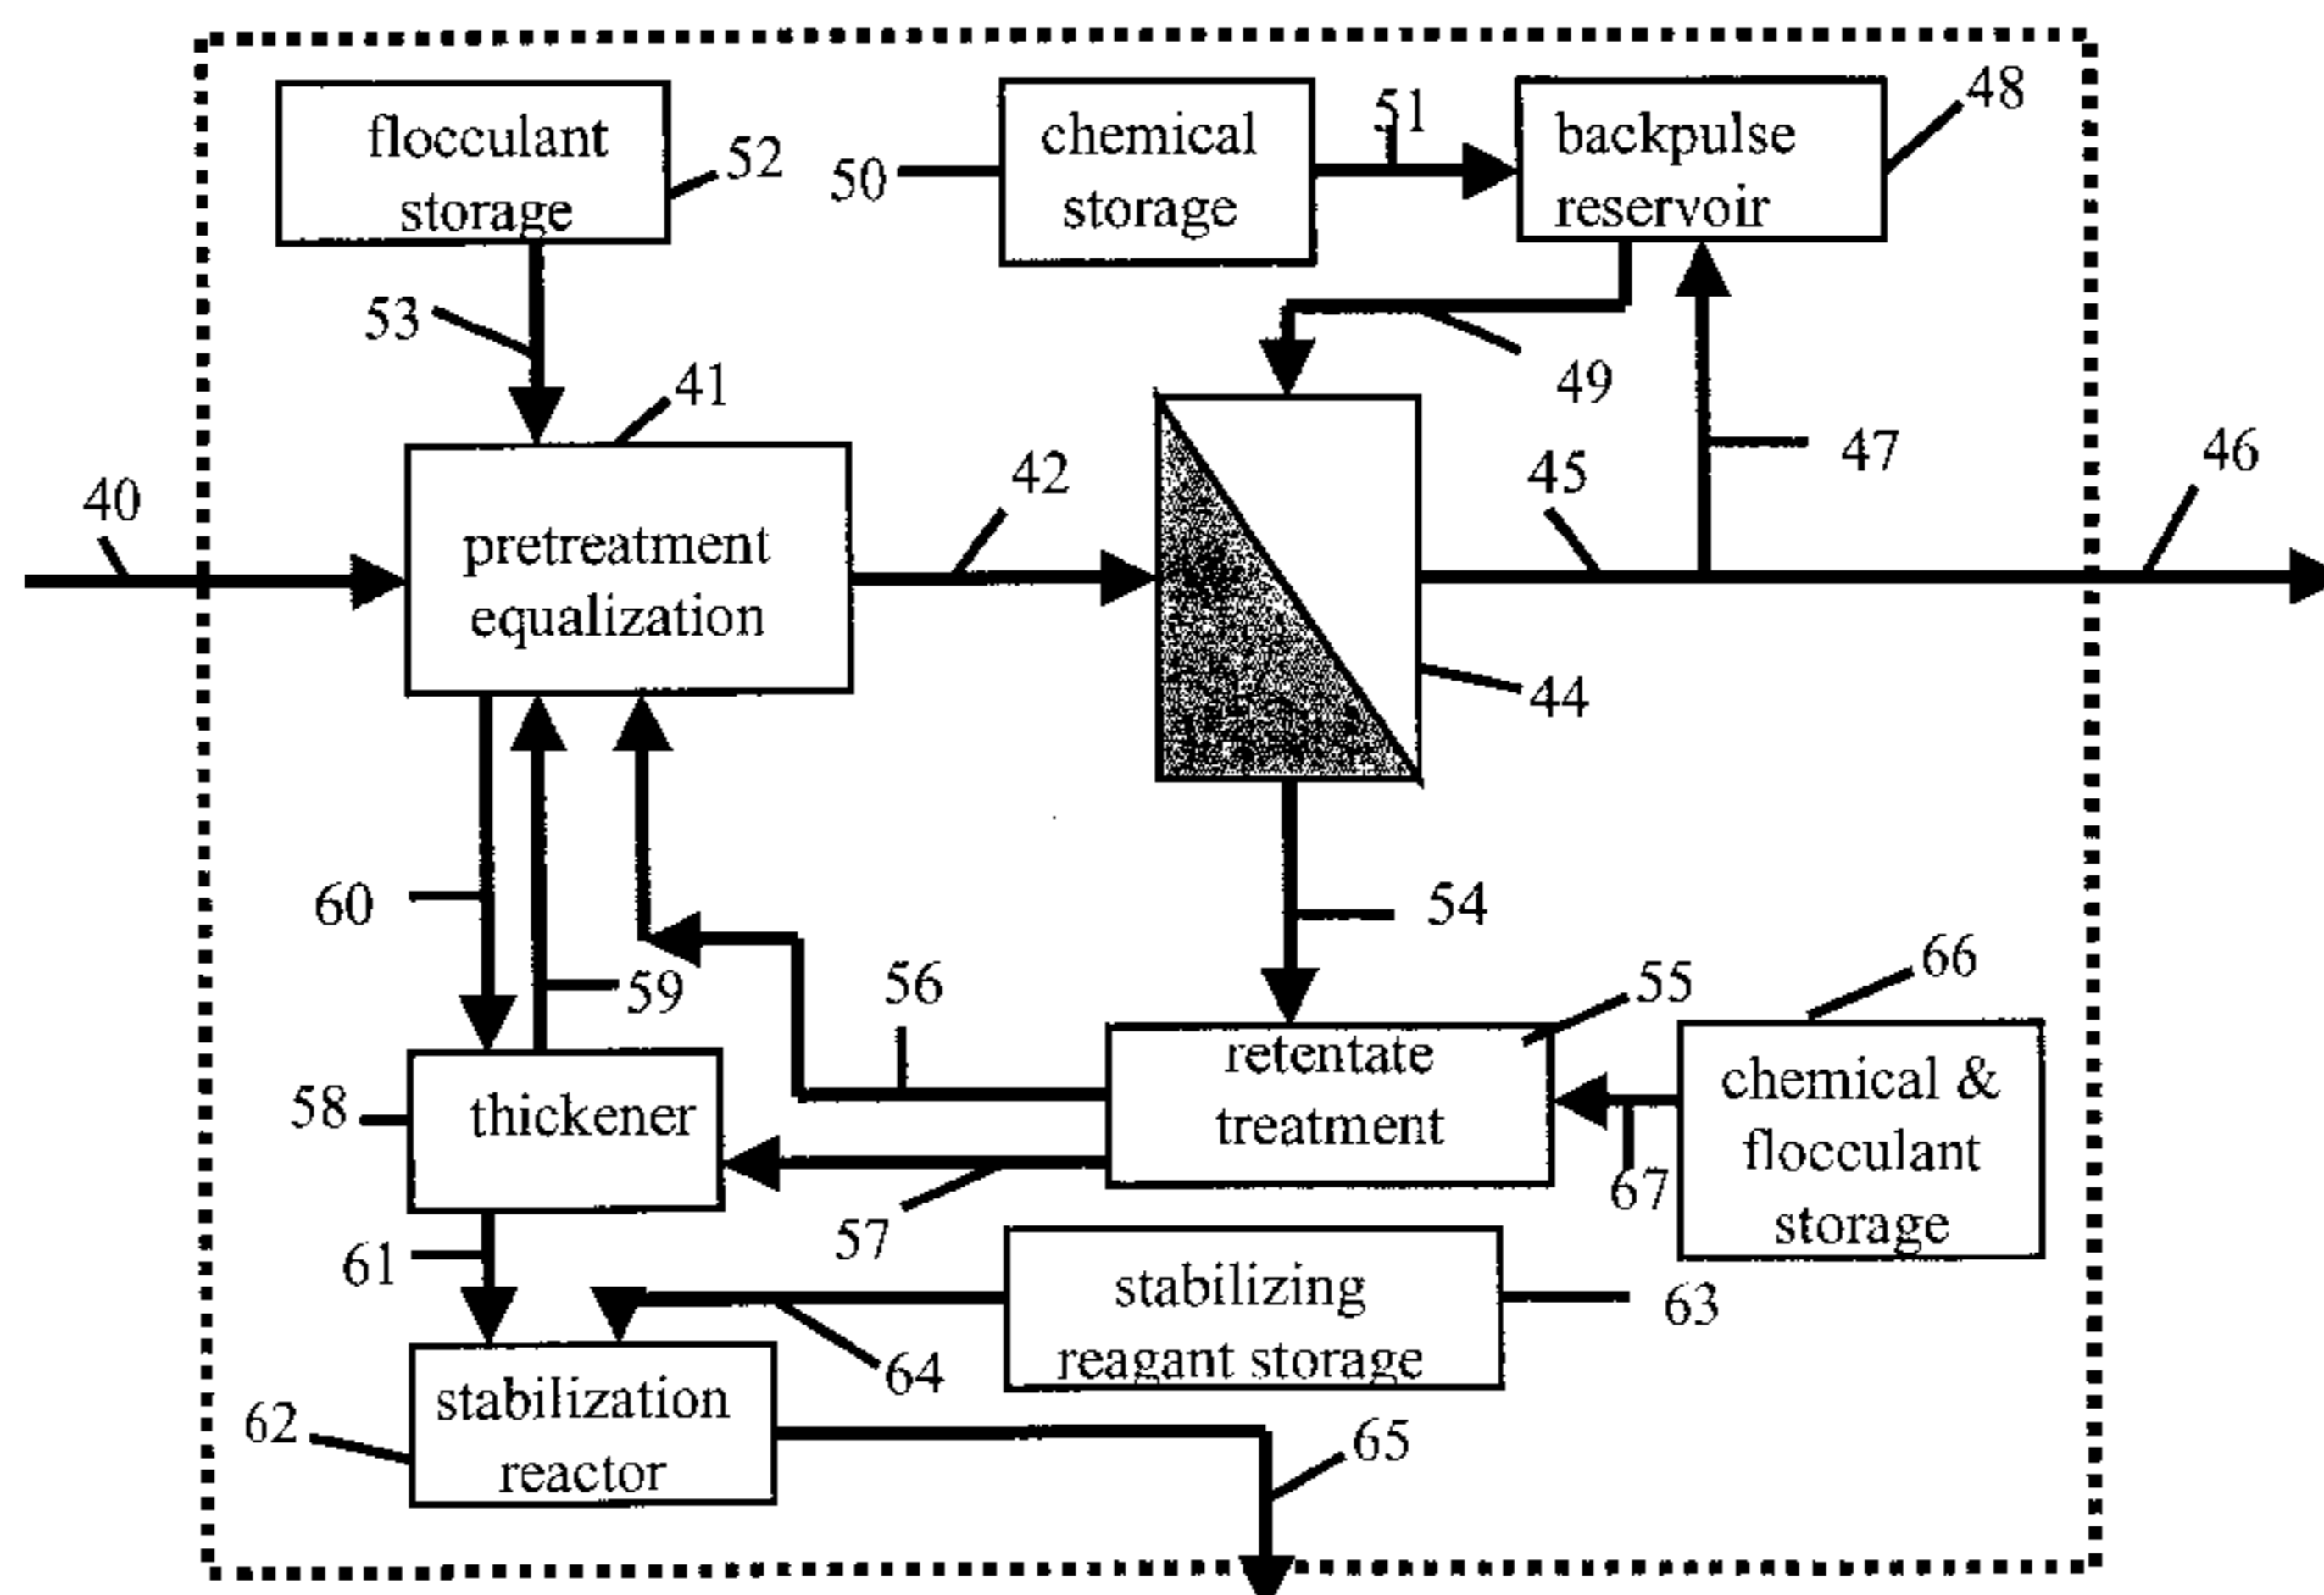 flocculant
storage
52
50
chemical
storage
51
backpulse
reservoir
48
53
49
41
40
pretreatment
equalization
42
45
47
46
44
60
59
54
56
55
66
58
thickener
retentate
treatment
67
chemical &
flocculant
storage
57
61
stabilizing
reagant storage
63
64
62
stabilization
reactor
65